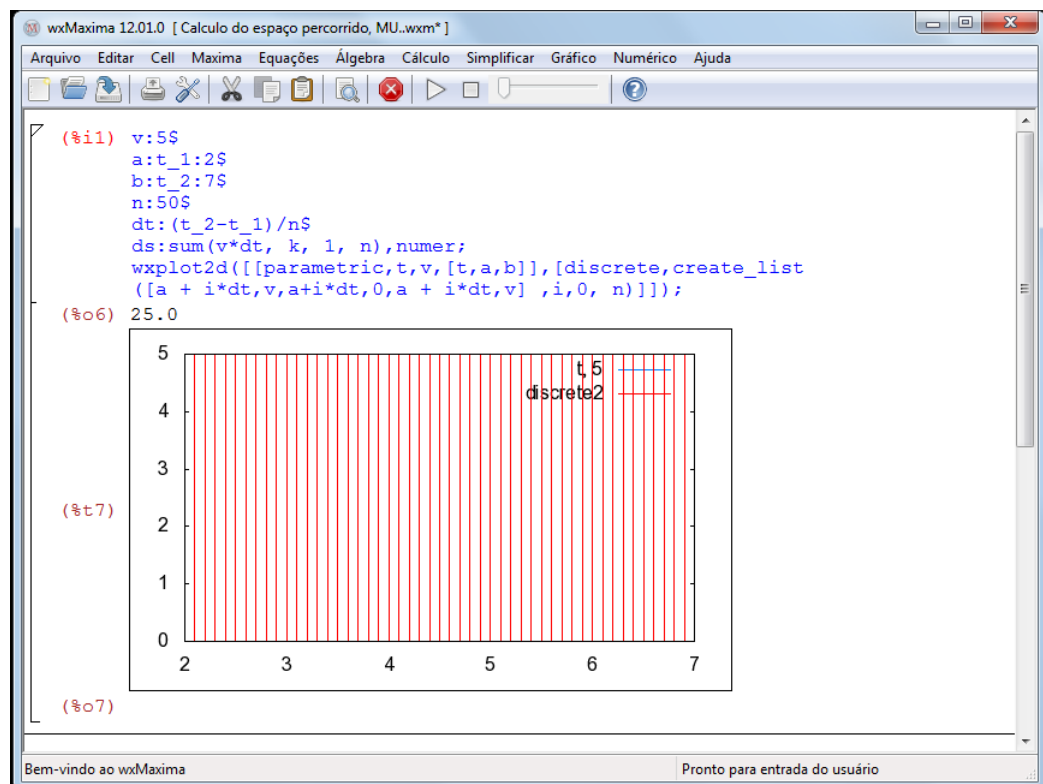 wxMaxima 12.01.0 [ Calculo do espaço percorrido, MU..wxm* ]
Arquivo Editar Cell Maxima Equações Álgebra Cálculo Simplificar Gráfico Numérico Ajuda
(%i1) v:5$
a:t_1:2$
b:t_2:7$
n:50$
dt:(t_2-t_1)/n$
ds:sum(v*dt, k, 1, n),numer;
wxplot2d([[parametric,t,v,[t,a,b]],[discrete,create_list
([a + i*dt,v,a+i*dt,0,a + i*dt,v] ,i,0, n)]]);
(%o6) 25.0
5
t, 5
discrete2
4
3
(%t7)
2
1
0
2 3 4 5 6 7
(%o7)
Bem-vindo ao wxMaxima Pronto para entrada do usuário